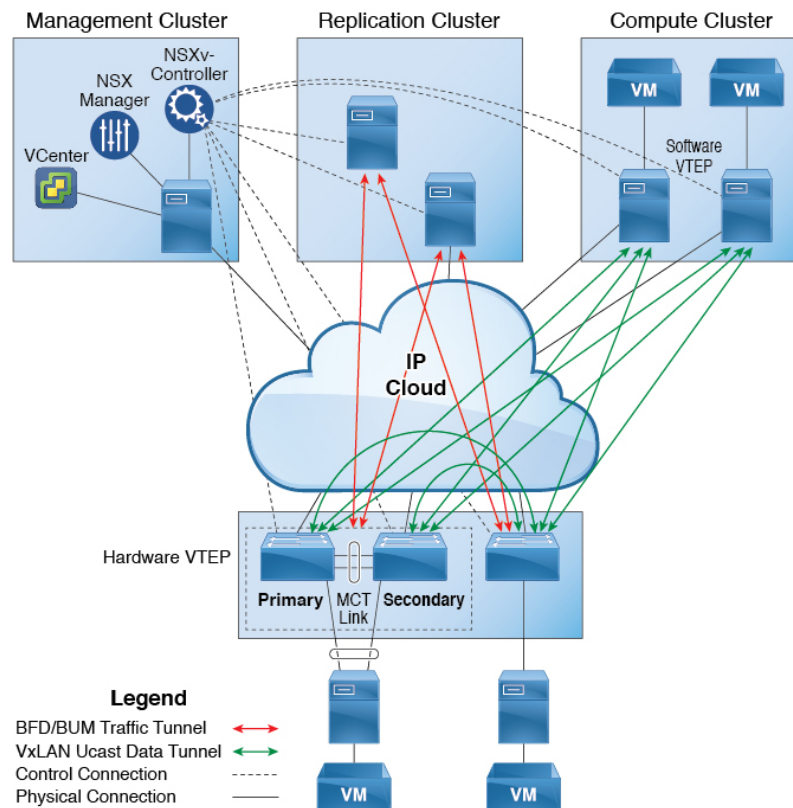 Management Cluster
Replication Cluster
Compute Cluster
NSXv-
Controller
NSX
Manager
VCenter
VM
VM
Software
VTEP
IP
Cloud
Hardware VTEP
Primary
MCT
Link
Secondary
Legend
BFD/BUM Traffic Tunnel
VxLAN Ucast Data Tunnel
Control Connection
Physical Connection
VM
VM